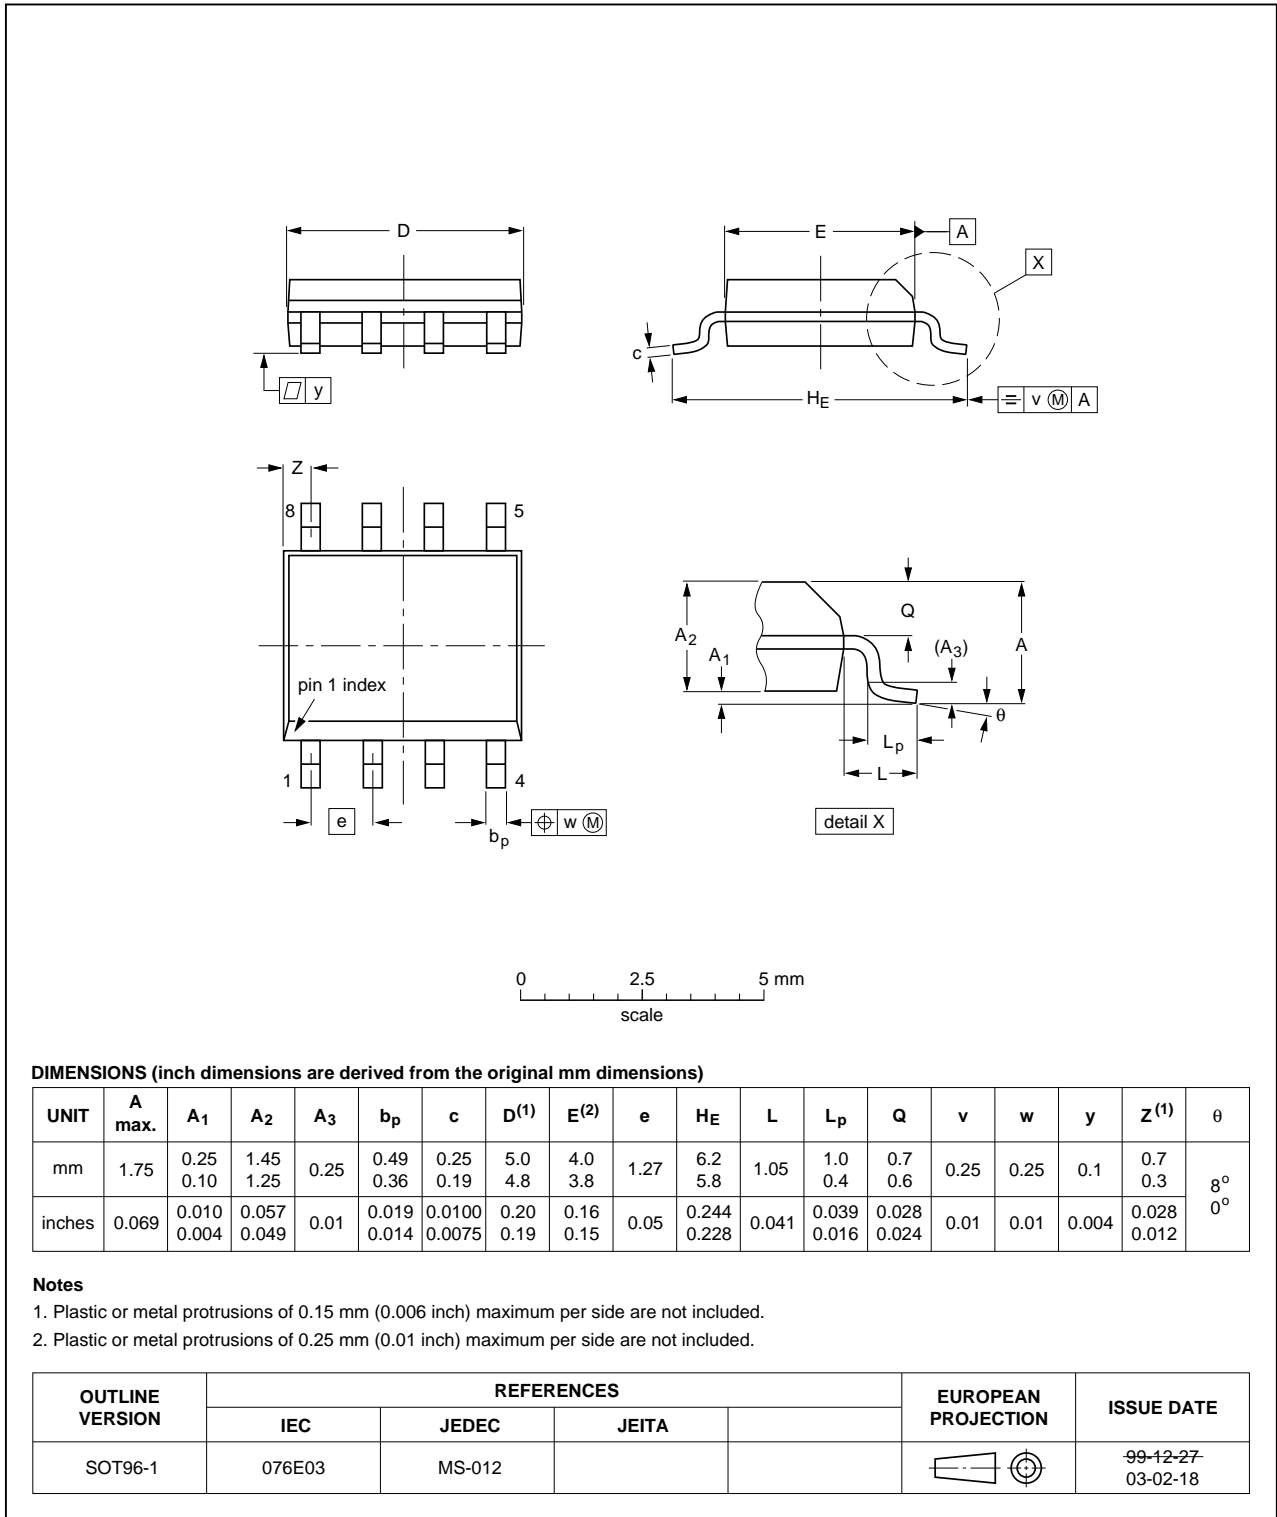 D
E
A
X
c
y
HE
v M A
Z
8
5
pin 1 index
1
4
e
bp
w M
A2
A1
Q
(A3)
A
θ
Lp
L
detail X
0 2.5 5 mm
scale
DIMENSIONS (inch dimensions are derived from the original mm dimensions)
UNIT A max. A1 A2 A3 bp c D(1) E(2) e HE L Lp Q v w y Z(1) θ
mm 1.75 0.25 0.10 1.45 1.25 0.25 0.49 0.36 0.25 0.19 5.0 4.8 4.0 3.8 1.27 6.2 5.8 1.05 1.0 0.4 0.7 0.6 0.25 0.25 0.1 0.7 0.3 8o 0o
inches 0.069 0.010 0.004 0.057 0.049 0.01 0.019 0.014 0.0100 0.0075 0.20 0.19 0.16 0.15 0.05 0.244 0.228 0.041 0.039 0.016 0.028 0.024 0.01 0.01 0.004 0.028 0.012
Notes
1. Plastic or metal protrusions of 0.15 mm (0.006 inch) maximum per side are not included.
2. Plastic or metal protrusions of 0.25 mm (0.01 inch) maximum per side are not included.
OUTLINE VERSION REFERENCES EUROPEAN PROJECTION ISSUE DATE
IEC JEDEC JEITA
SOT96-1 076E03 MS-012 99-12-27
03-02-18